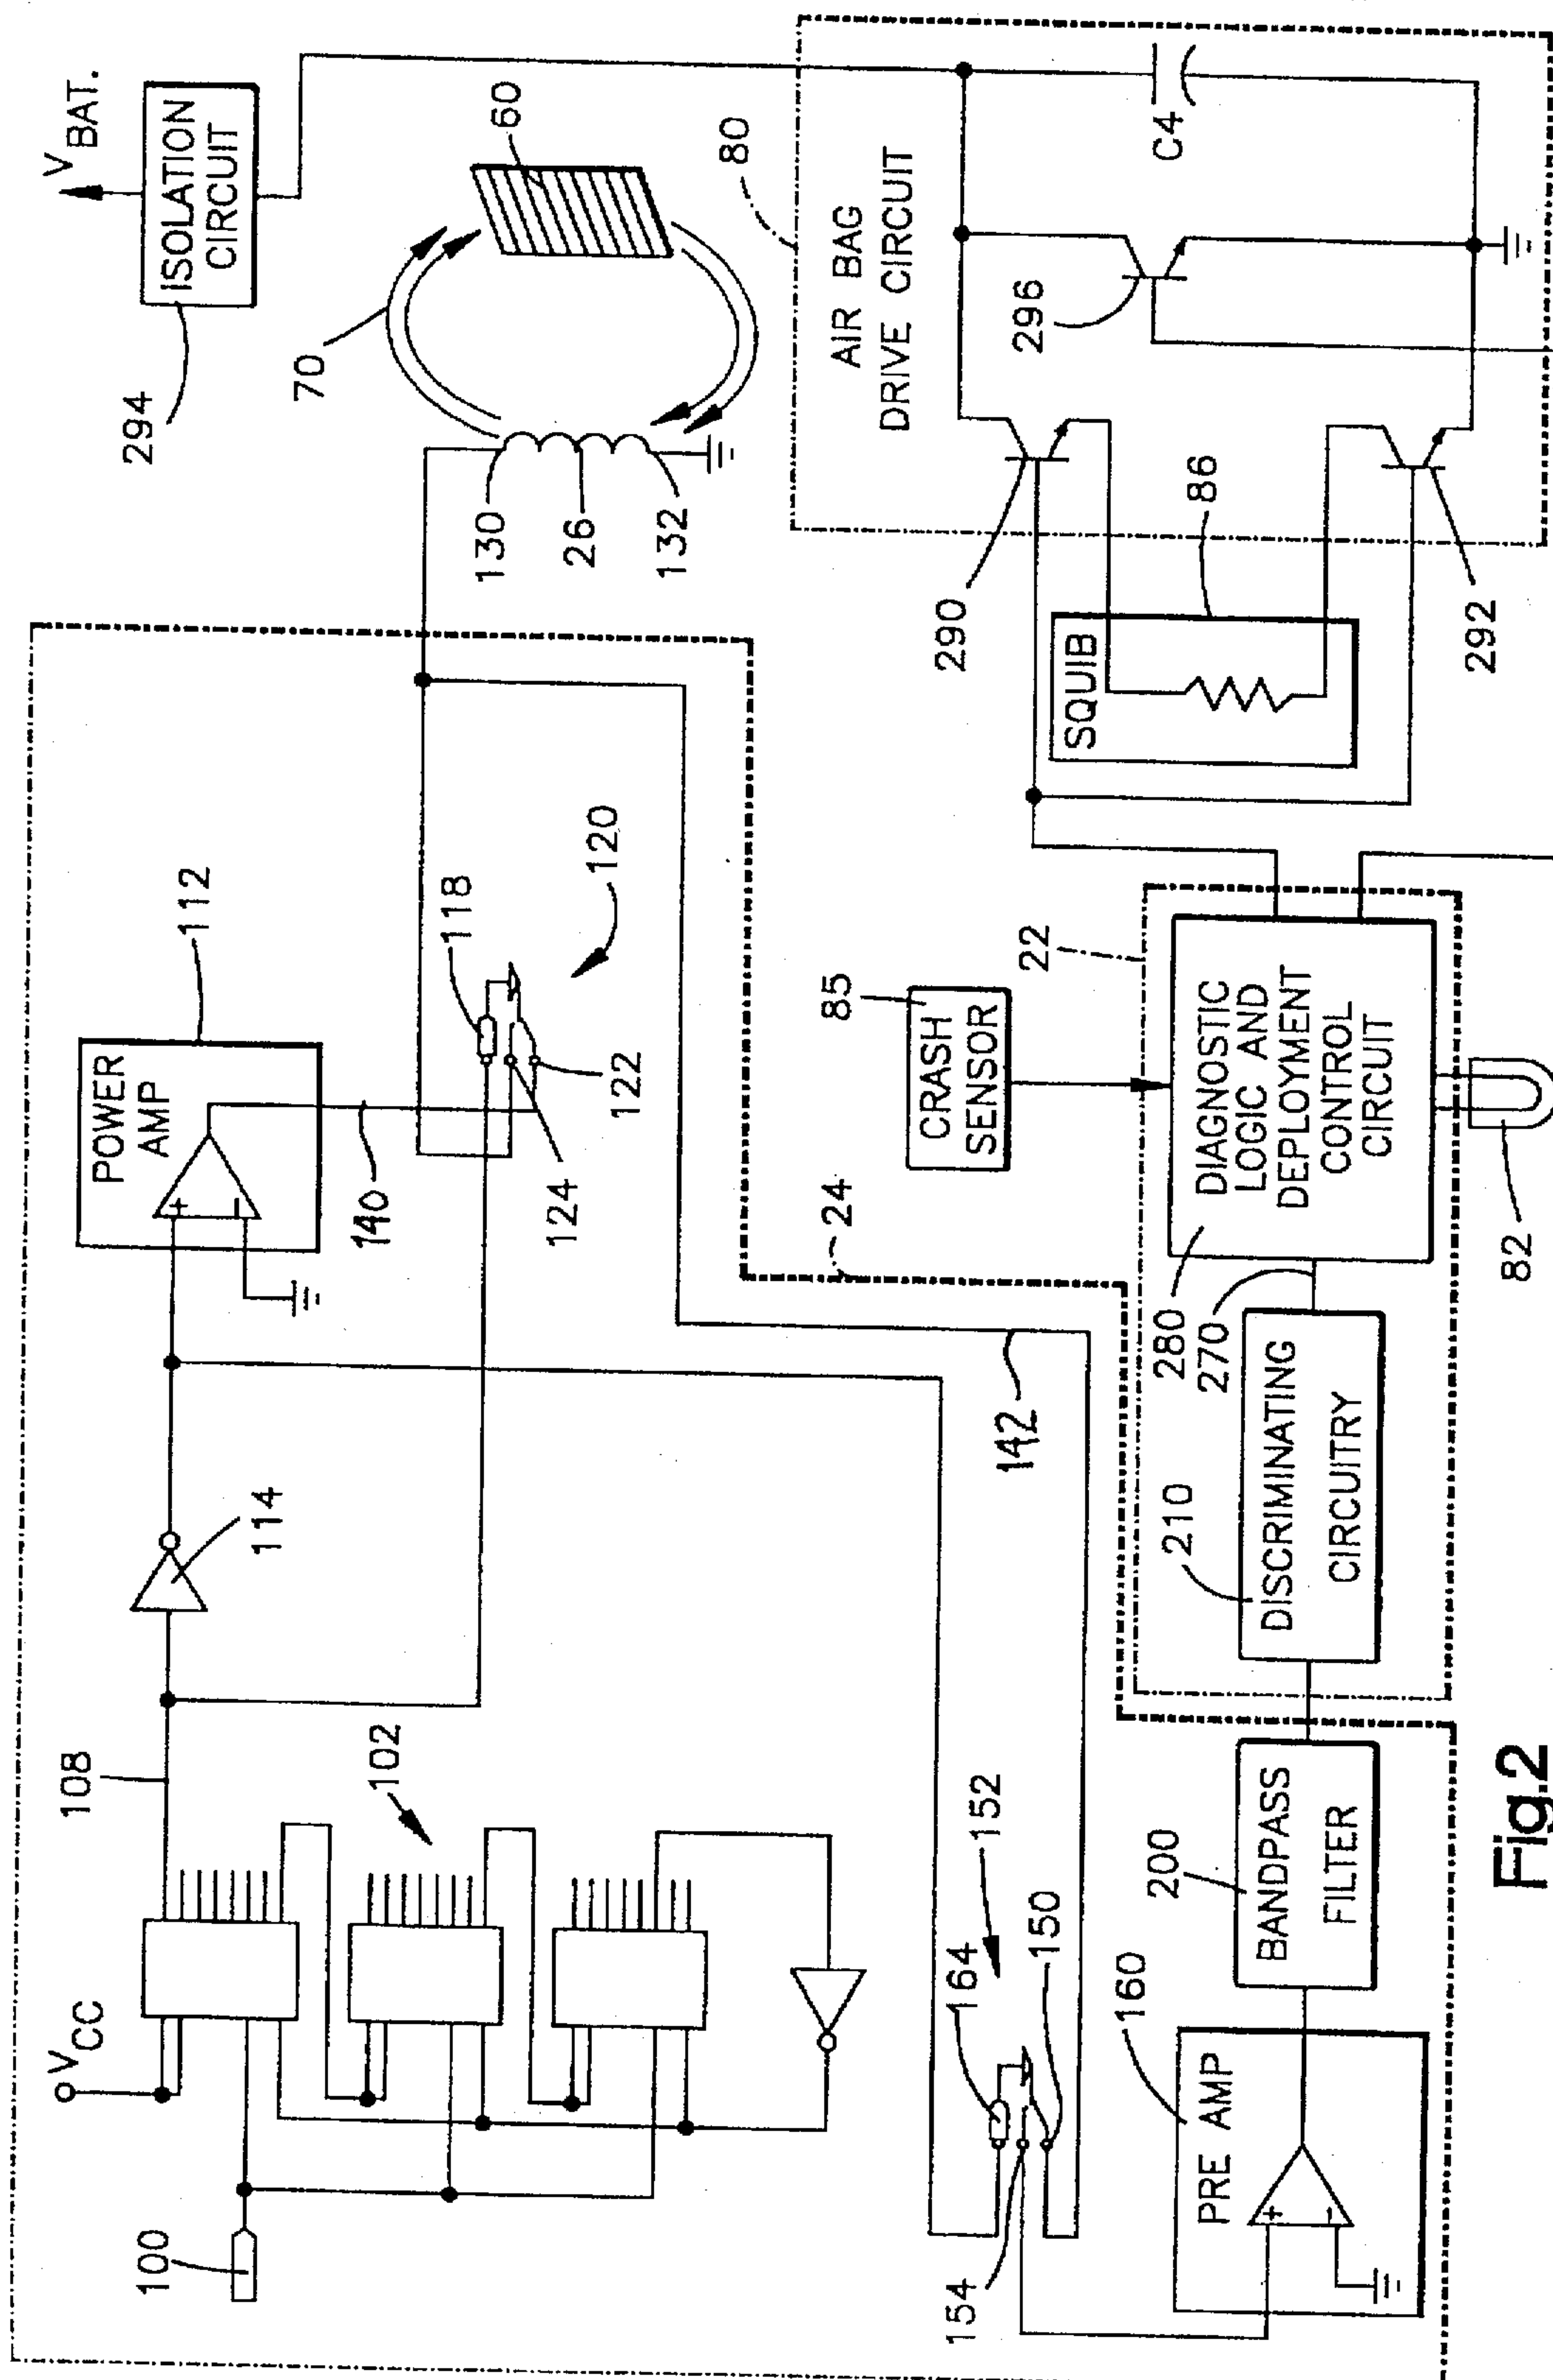 V BAT.
ISOLATION
CIRCUIT
294
70
60
130
26
132
80
AIR BAG
DRIVE CIRCUIT
C4
296
290
86
SQUIB
292
POWER
AMP
112
118
120
122
124
140
114
108
102
VCC
100
142
24
85
CRASH
SENSOR
22
DIAGNOSTIC
LOGIC AND
DEPLOYMENT
CONTROL
CIRCUIT
82
280
270
210
DISCRIMINATING
CIRCUITRY
152
164
150
154
200
BANDPASS
FILTER
160
PRE AMP
+
−
+
−
Fig.2